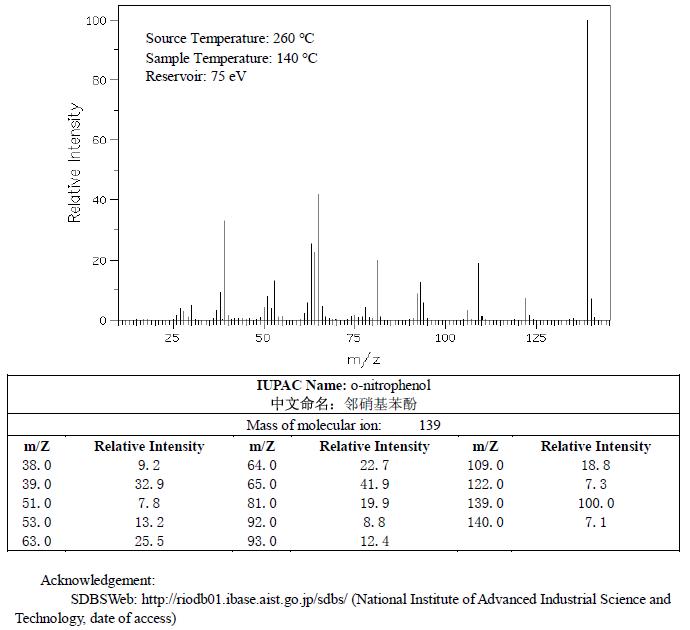 100
80
60
40
20
0
Relative Intensity
Source Temperature: 260 °C
Sample Temperature: 140 °C
Reservoir: 75 eV
25 50 75 100 125
m/z
IUPAC Name: o-nitrophenol
中文命名：邻硝基苯酚
Mass of molecular ion: 139
m/Z Relative Intensity m/Z Relative Intensity m/Z Relative Intensity
38.0 9.2 64.0 22.7 109.0 18.8
39.0 32.9 65.0 41.9 122.0 7.3
51.0 7.8 81.0 19.9 139.0 100.0
53.0 13.2 92.0 8.8 140.0 7.1
63.0 25.5 93.0 12.4
Acknowledgement:
SDBSWeb: http://riodb01.ibase.aist.go.jp/sdbs/ (National Institute of Advanced Industrial Science and
Technology, date of access)